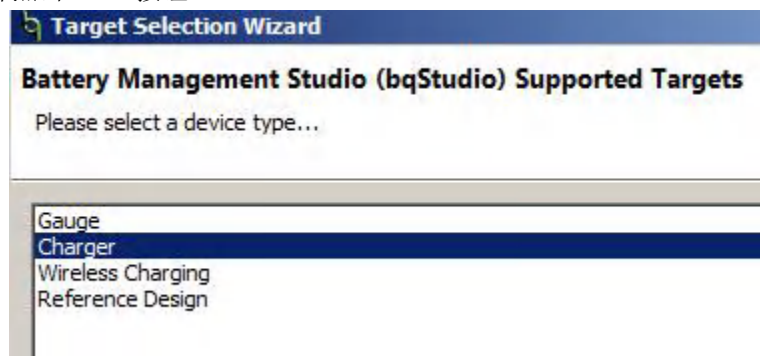 Target Selection Wizard
Battery Management Studio (bqStudio) Supported Targets
Please select a device type...
Gauge
Charger
Wireless Charging
Reference Design